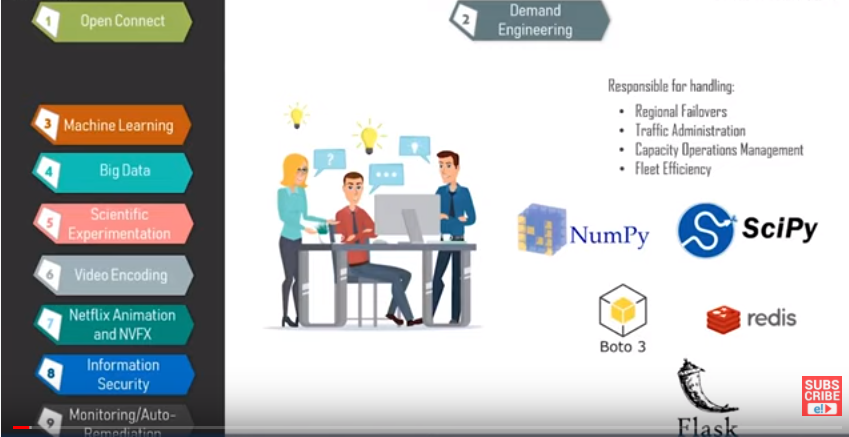 1
Open Connect
2
Demand
Engineering
3
Machine Learning
4
Big Data
5
Scientific
Experimentation
6
Video Encoding
7
Netflix Animation
and NVFX
8
Information
Security
9
Monitoring/Auto-
Remediation
?
Responsible for handling:
• Regional Failovers
• Traffic Administration
• Capacity Operations Management
• Fleet Efficiency
NumPy
SciPy
Boto 3
redis
Flask
SUBS
CRIBE
e!